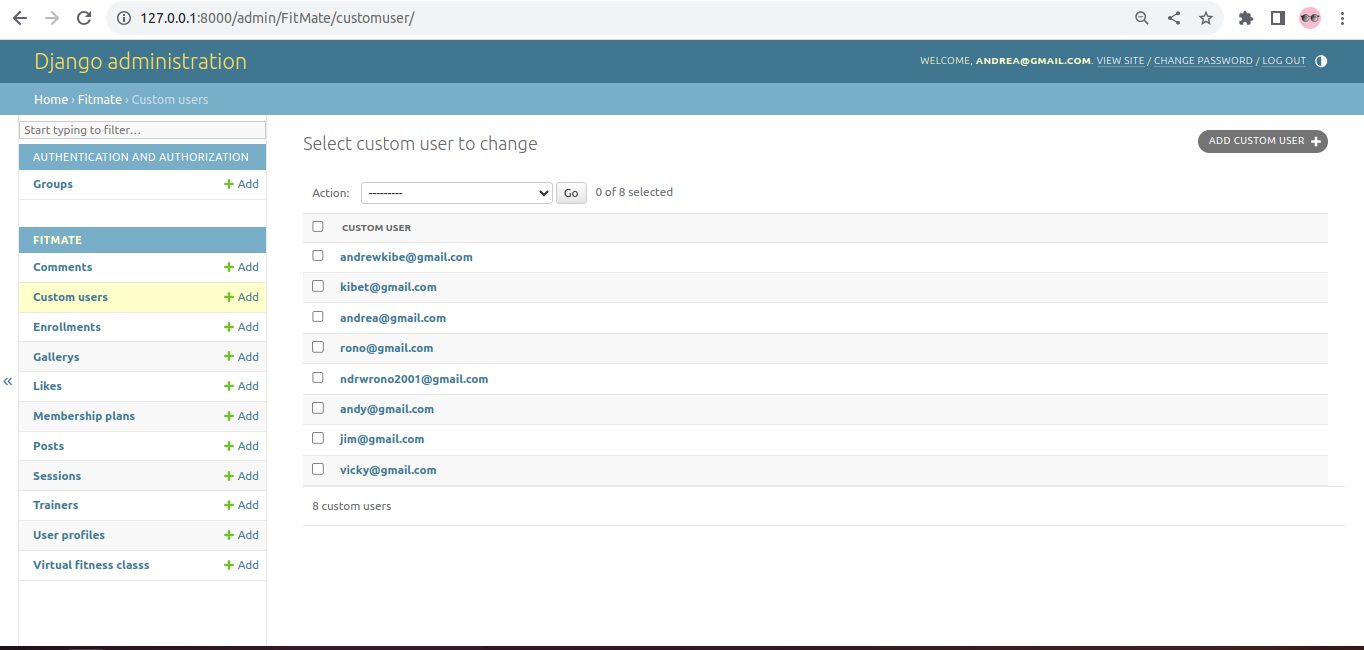 127.0.0.1:8000/admin/FitMate/customuser/
Django administration
WELCOME, ANDREA@GMAIL.COM. VIEW SITE / CHANGE PASSWORD / LOG OUT
Home › Fitmate › Custom users
Start typing to filter…
AUTHENTICATION AND AUTHORIZATION
Groups + Add
FITMATE
Comments + Add
Custom users + Add
Enrollments + Add
Gallerys + Add
Likes + Add
Membership plans + Add
Posts + Add
Sessions + Add
Trainers + Add
User profiles + Add
Virtual fitness classs + Add
«
Select custom user to change
ADD CUSTOM USER +
Action: --------- Go 0 of 8 selected
CUSTOM USER
andrewkibe@gmail.com
kibet@gmail.com
andrea@gmail.com
rono@gmail.com
ndrwrono2001@gmail.com
andy@gmail.com
jim@gmail.com
vicky@gmail.com
8 custom users